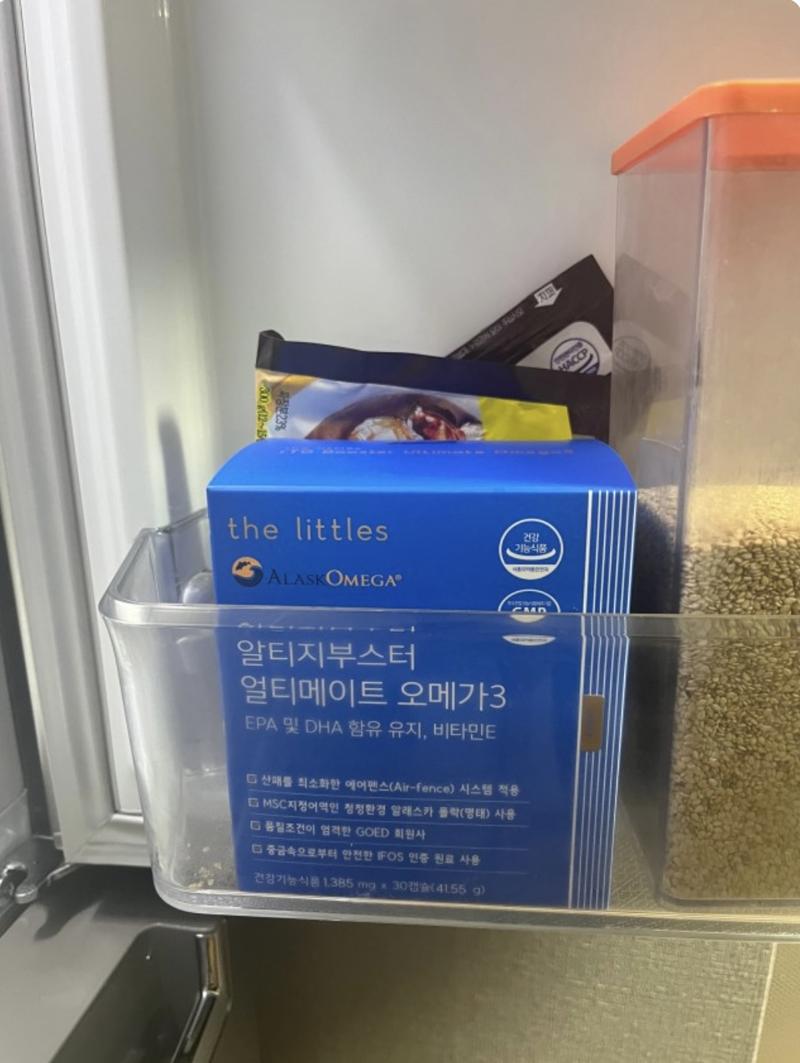 지퍼
HACCP
the littles
건강
기능식품
ALASKOMEGA®
GMP
알티지부스터
얼티메이트 오메가3
EPA 및 DHA 함유 유지, 비타민E
산패를 최소화한 에어펜스(Air-fence) 시스템 적용
MSC지정어역인 청정환경 알래스카 폴락(명태) 사용
품질조건이 엄격한 GOED 회원사
중금속으로부터 안전한 IFOS 인증 원료 사용
건강기능식품 1,385 mg x 30캡슐(41.55 g)